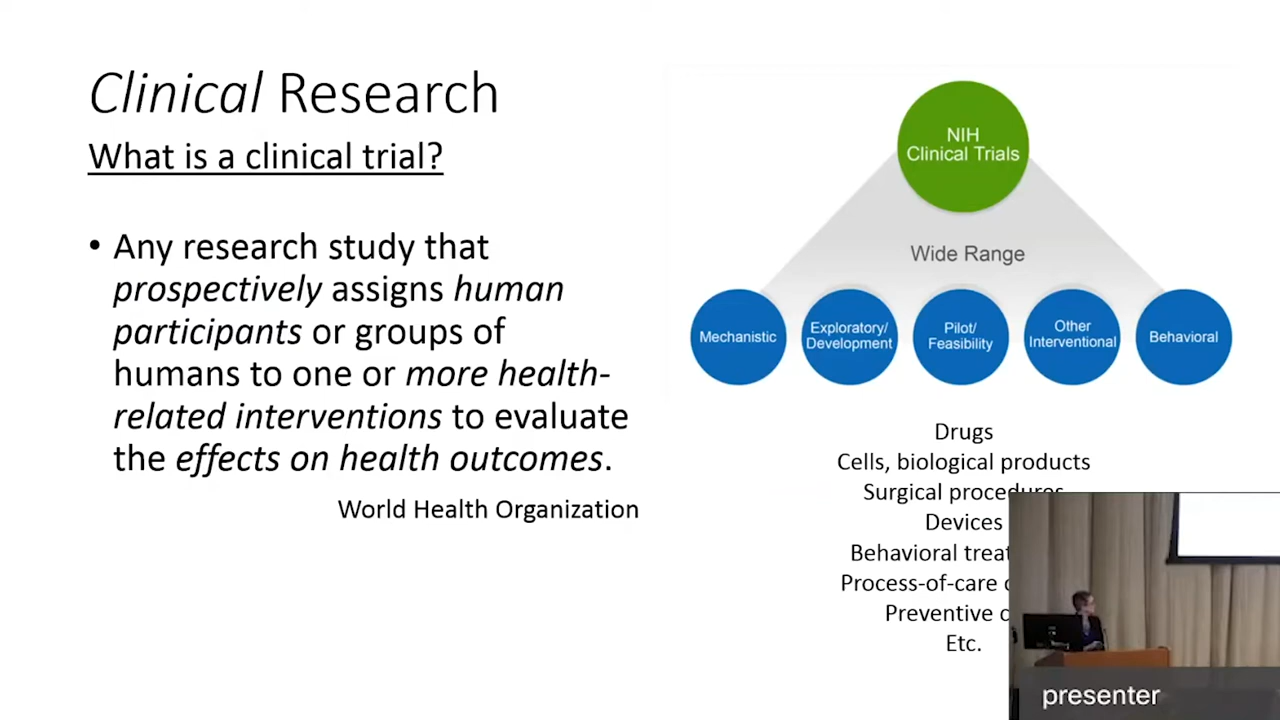 Clinical Research
What is a clinical trial?
• Any research study that
prospectively assigns human
participants or groups of
humans to one or more health-
related interventions to evaluate
the effects on health outcomes.
World Health Organization
NIH
Clinical Trials
Wide Range
Mechanistic
Exploratory/
Development
Pilot/
Feasibility
Other
Interventional
Behavioral
Drugs
Cells, biological products
Surgical procedures
Devices
Behavioral
Process-of-care
Preventive
Etc.
presenter